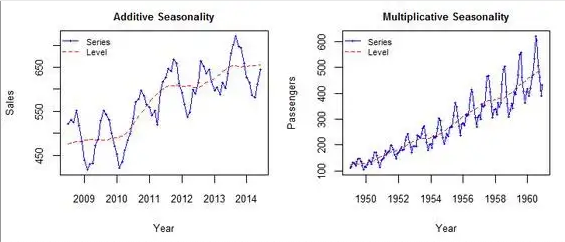 Additive Seasonality
Series
Level
Sales
450
550
650
2009 2010 2011 2012 2013 2014
Year
Multiplicative Seasonality
Series
Level
Passengers
100 200 300 400 500 600
1950 1952 1954 1956 1958 1960
Year